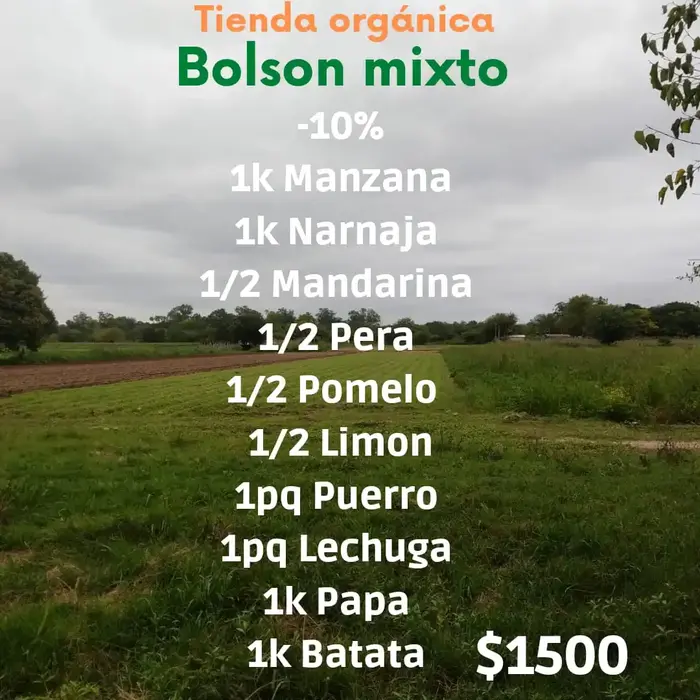 Tienda orgánica
Bolson mixto
-10%
1k Manzana
1k Narnaja
1/2 Mandarina
1/2 Pera
1/2 Pomelo
1/2 Limon
1pq Puerro
1pq Lechuga
1k Papa
1k Batata
$1500